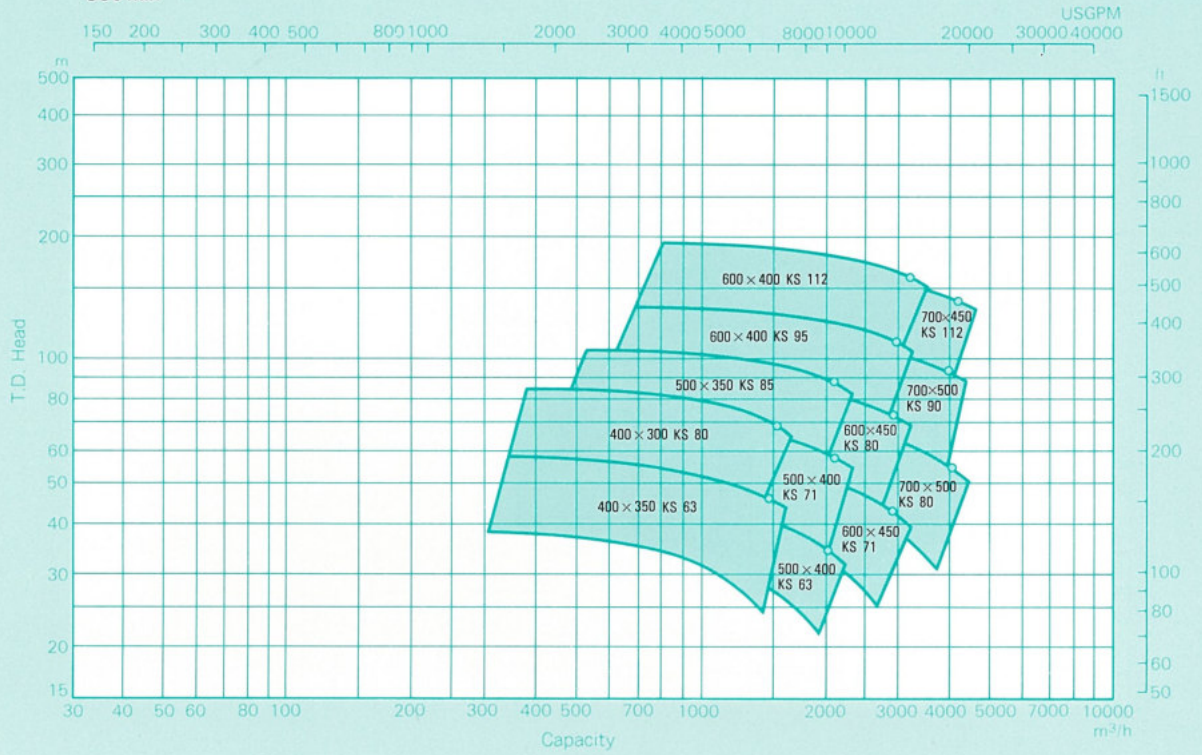 USGPM
150 200 300 400 500 800 1000 2000 3000 4000 5000 8000 10000 20000 30000 40000
m
ft
500
400
300
200
100
80
60
50
40
30
20
15
T.D. Head
1500
1000
800
600
500
400
300
200
100
80
60
50
600 × 400 KS 112
700×450
KS 112
600 × 400 KS 95
500 × 350 KS 85
700×500
KS 90
400 × 300 KS 80
600×450
KS 80
500 × 400
KS 71
700 × 500
KS 80
400 × 350 KS 63
600 × 450
KS 71
500 × 400
KS 63
30 40 50 60 80 100 200 300 400 500 700 1000 2000 3000 4000 5000 7000 10000
m³/h
Capacity